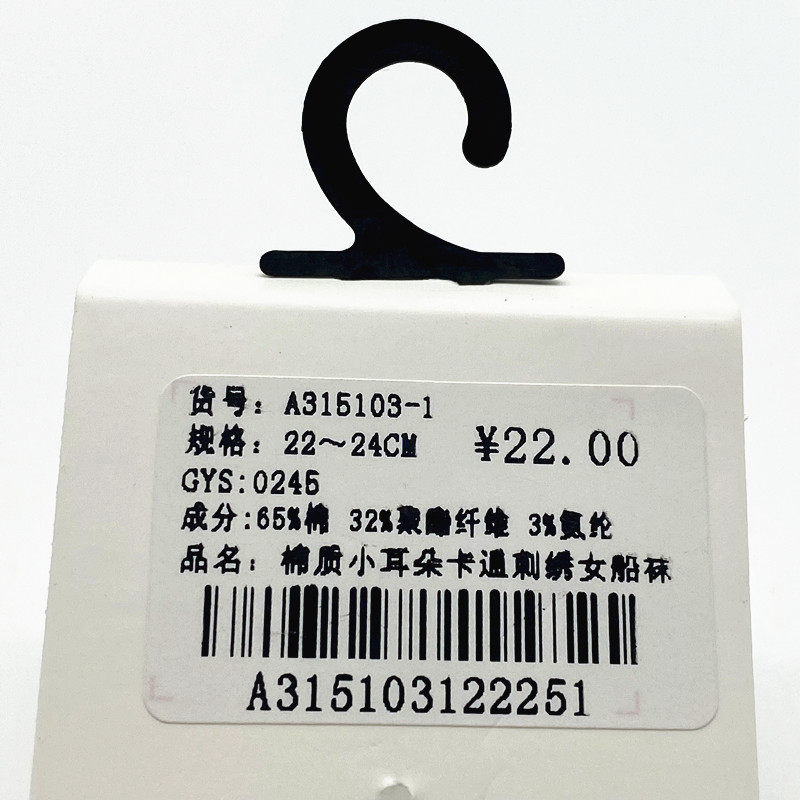 货号：A315103-1
规格：22～24CM ¥22.00
GYS:0245
成分:65%棉 32%聚酯纤维 3%氨纶
品名：棉质小耳朵卡通刺绣女船袜
A315103122251